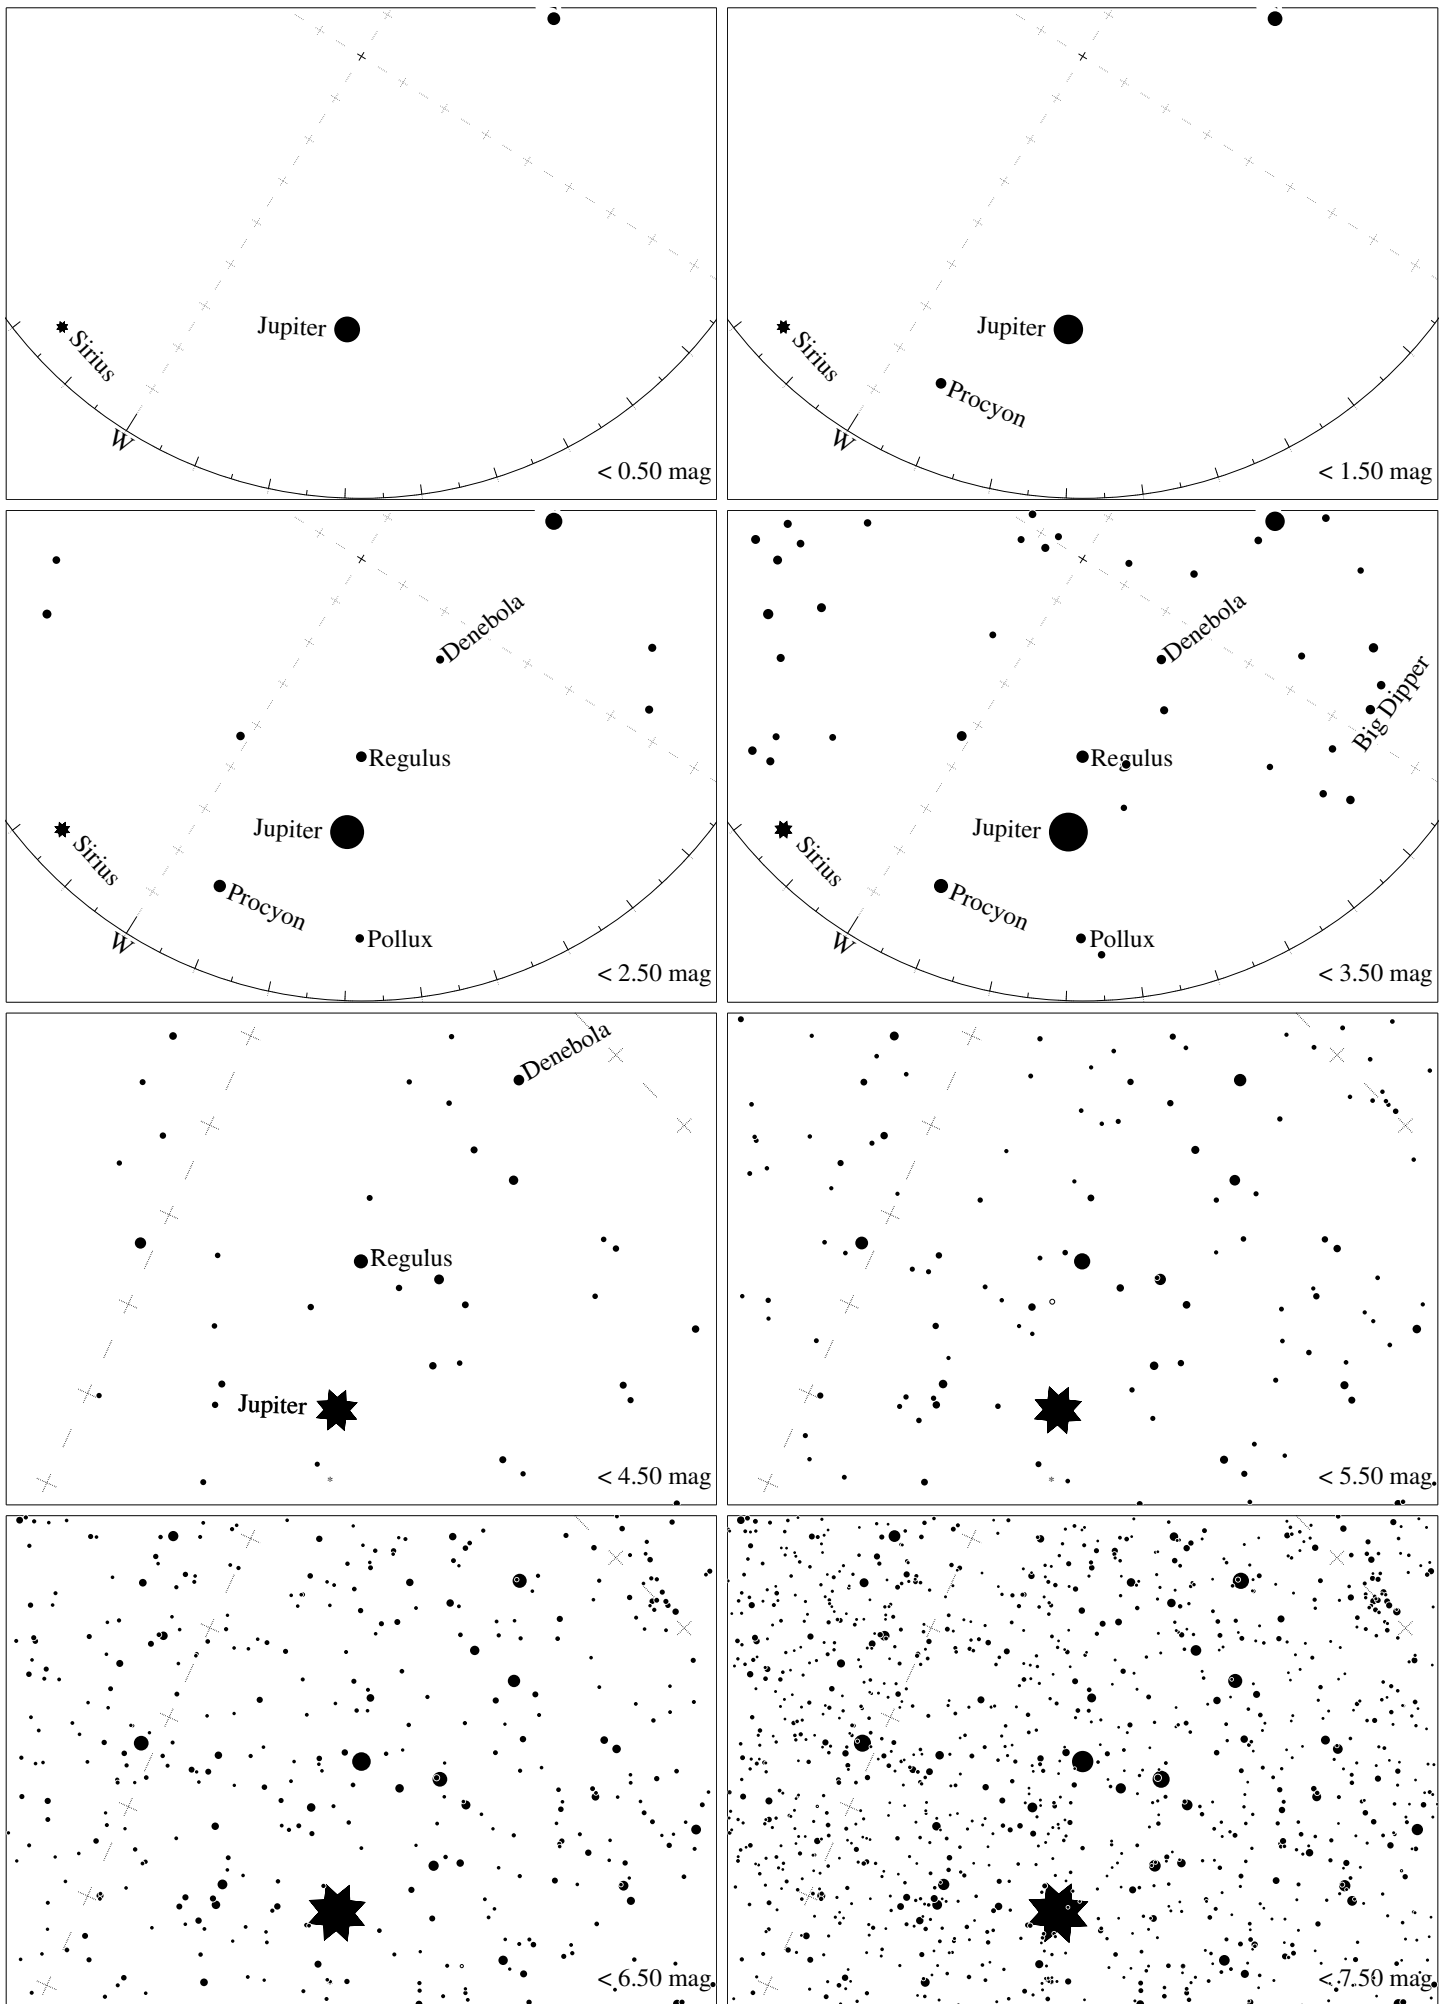 Jupiter
Sirius
W
< 0.50 mag
Jupiter
Sirius
Procyon
W
< 1.50 mag
Denebola
Regulus
Jupiter
Sirius
Procyon
W
Pollux
< 2.50 mag
Denebola
Big Dipper
Regulus
Jupiter
Sirius
Procyon
W
Pollux
< 3.50 mag
Denebola
Regulus
Jupiter
< 4.50 mag
< 5.50 mag
< 6.50 mag
< 7.50 mag